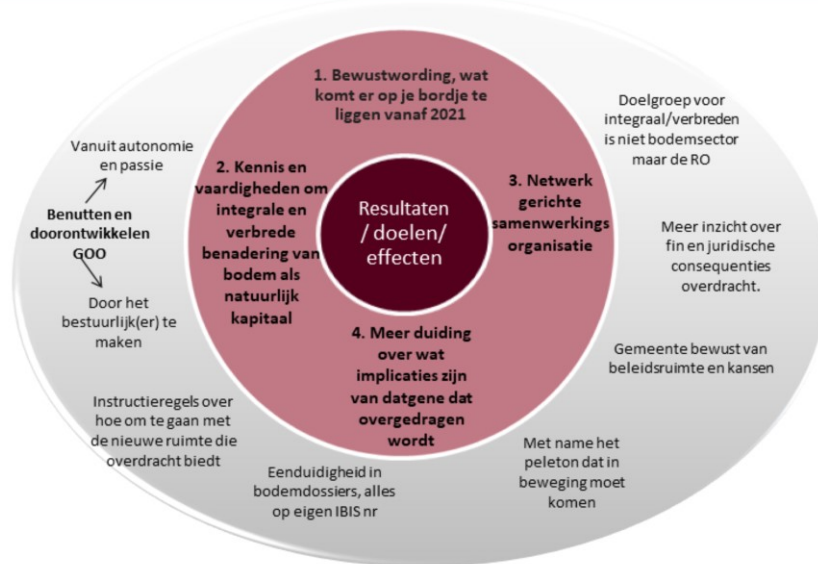 1. Bewustwording, wat
komt er op je bordje te
liggen vanaf 2021
Doelgroep voor
integraal/verbreden
is niet bodemsector
maar de RO
Vanuit autonomie
en passie
Benutten en
doorontwikkelen
GOO
Door het
bestuurlijk(er) te
maken
2. Kennis en
vaardigheden om
integrale en
verbrede
benadering van
bodem als
natuurlijk
kapitaal
Resultaten
/ doelen/
effecten
3. Netwerk
gerichte
samenwerkings
organisatie
Meer inzicht over
fin en juridische
consequenties
overdracht.
4. Meer duiding
over wat
implicaties zijn
van datgene dat
overgedragen
wordt
Gemeente bewust van
beleidsruimte en kansen
Instructieregels over
hoe om te gaan met
de nieuwe ruimte die
overdracht biedt
Eenduidigheid in
bodemdossiers, alles
op eigen IBIS nr
Met name het
peleton dat in
beweging moet
komen